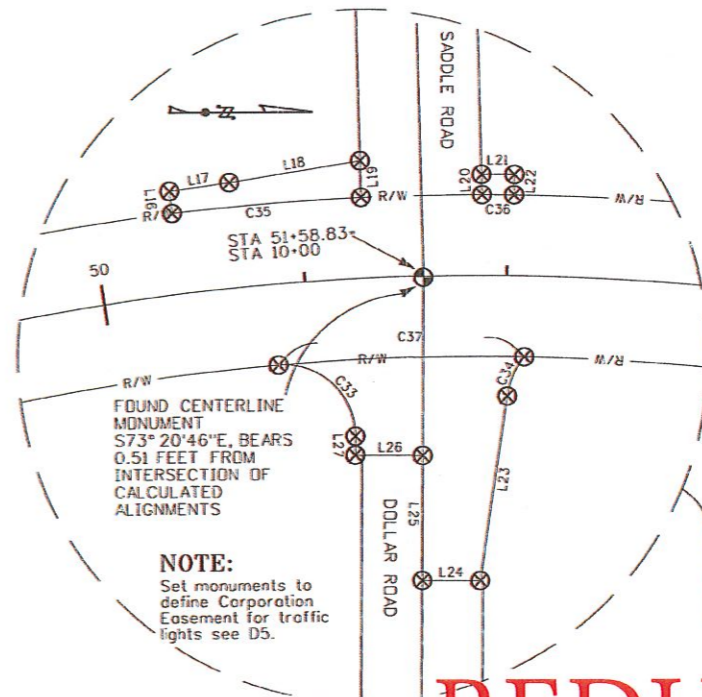 SADDLE ROAD
N
L16
L17
L18
L19
L20
L21
L22
R/
C35
R/W
C36
R/W
STA 51+58.83=
STA 10+00
50
C37
R/W
R/W
R/W
C33
C34
FOUND CENTERLINE
MONUMENT
S73° 20'46"E, BEARS
0.51 FEET FROM
INTERSECTION OF
CALCULATED
ALIGNMENTS
L27
L26
L23
L25
DOLLAR ROAD
L24
NOTE:
Set monuments to
define Corporation
Easement for traffic
lights see D5.